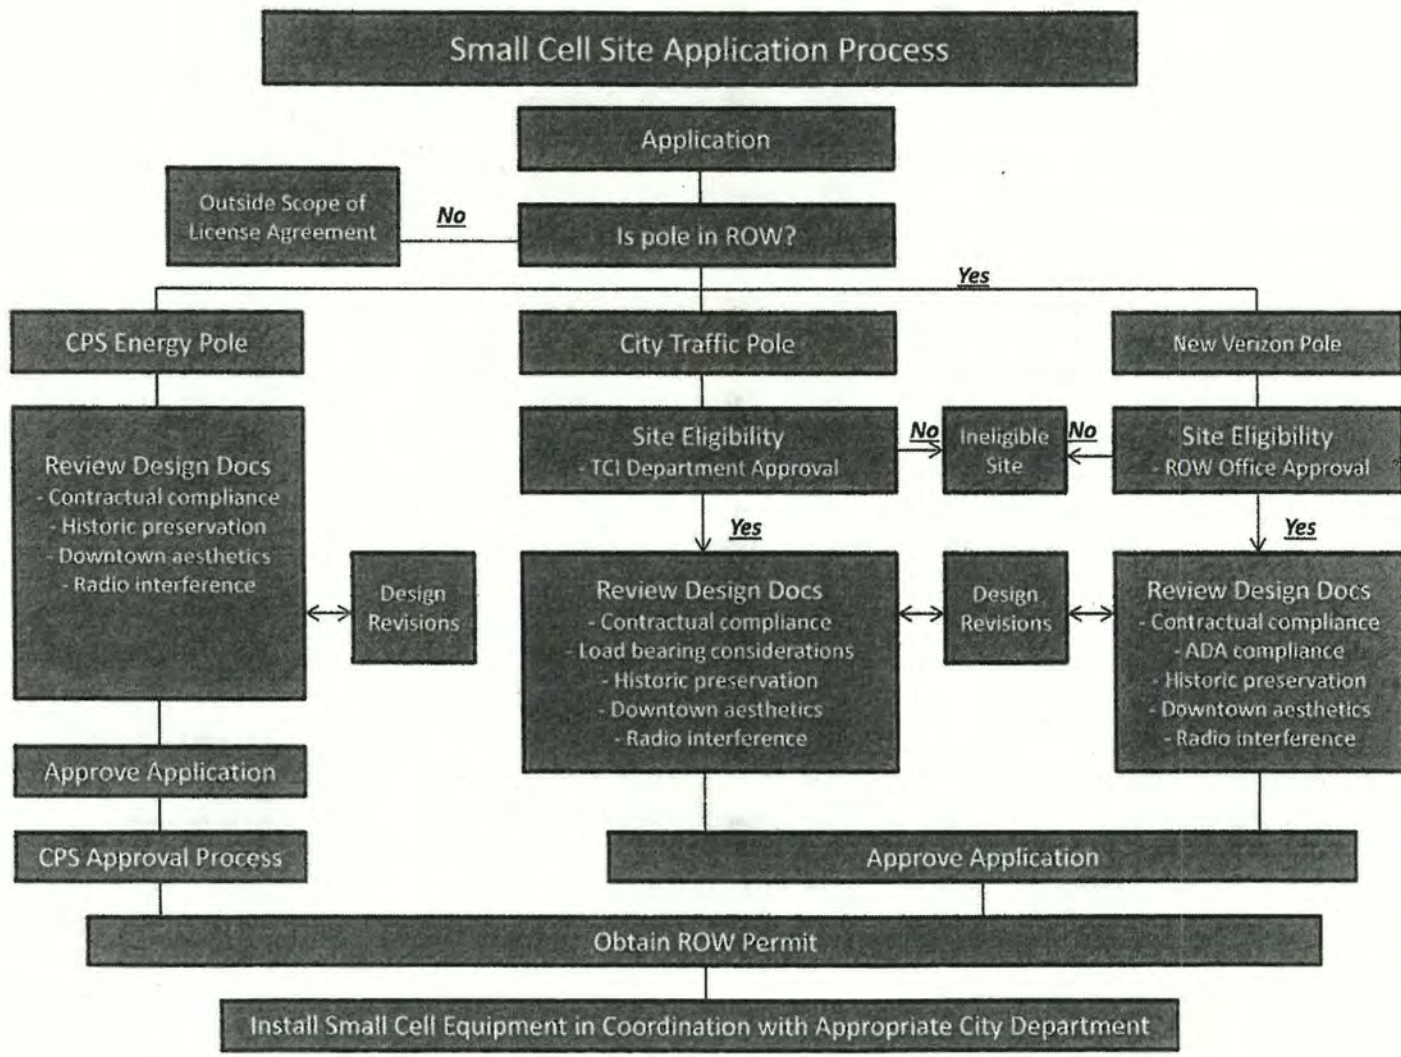 Small Cell Site Application Process
Application
Outside Scope of
License Agreement
No
Is pole in ROW?
Yes
CPS Energy Pole
City Traffic Pole
New Verizon Pole
Review Design Docs
- Contractual compliance
- Historic preservation
- Downtown aesthetics
- Radio interference
Design
Revisions
Site Eligibility
- TCI Department Approval
No
Ineligible
Site
No
Site Eligibility
- ROW Office Approval
Yes
Yes
Review Design Docs
- Contractual compliance
- Load bearing considerations
- Historic preservation
- Downtown aesthetics
- Radio interference
Design
Revisions
Review Design Docs
- Contractual compliance
- ADA compliance
- Historic preservation
- Downtown aesthetics
- Radio interference
Approve Application
CPS Approval Process
Approve Application
Obtain ROW Permit
Install Small Cell Equipment in Coordination with Appropriate City Department